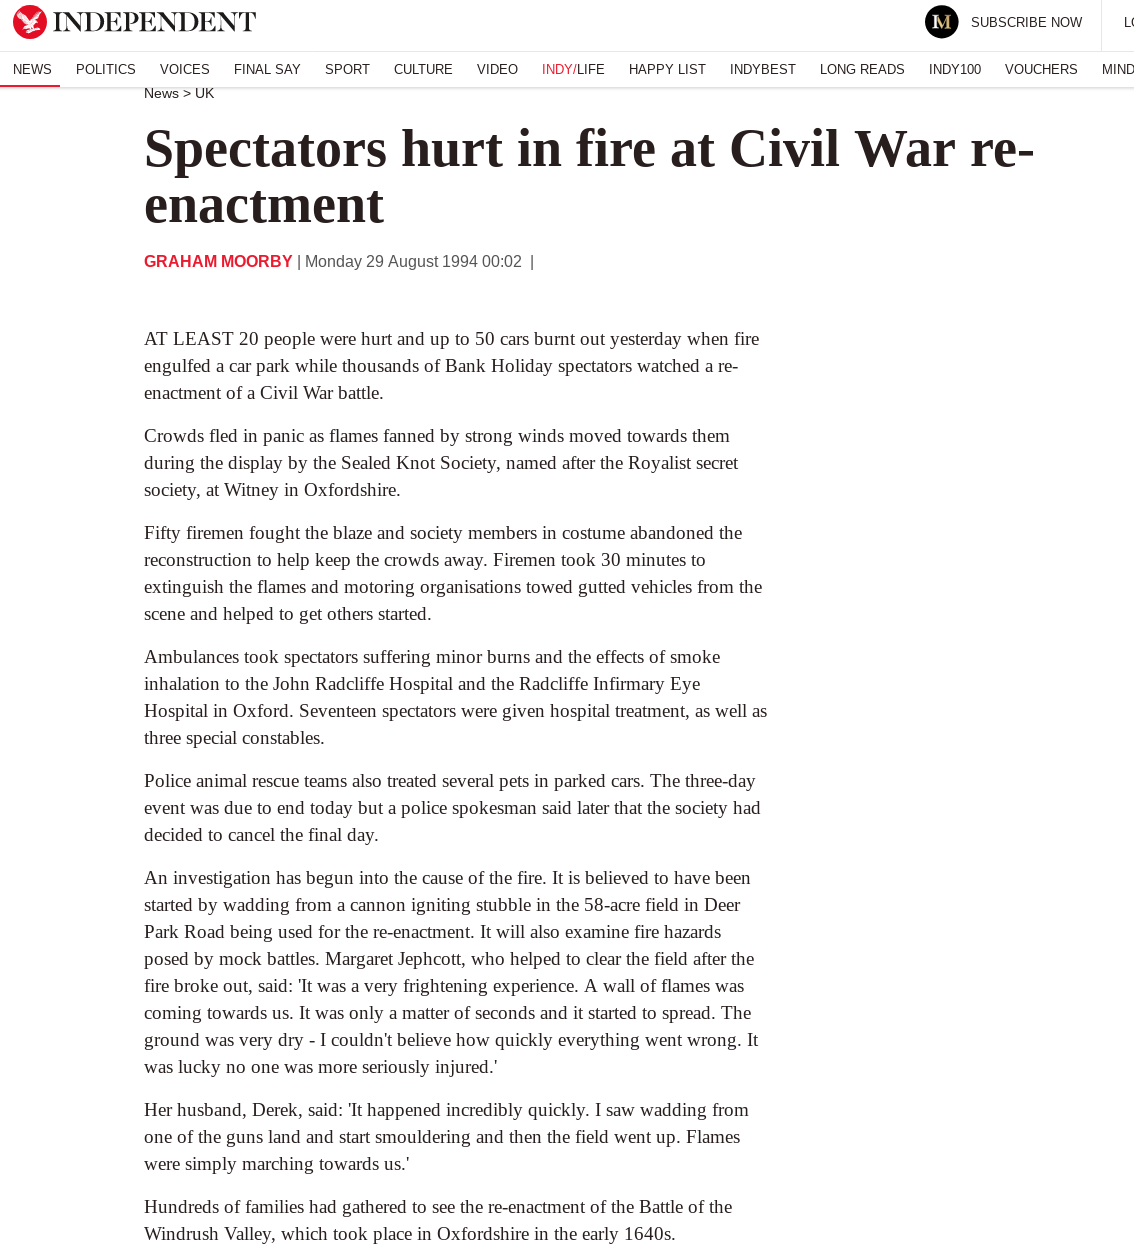 INDEPENDENT
SUBSCRIBE NOW
NEWS POLITICS VOICES FINAL SAY SPORT CULTURE VIDEO INDY/LIFE HAPPY LIST INDYBEST LONG READS INDY100 VOUCHERS MIND
News > UK
Spectators hurt in fire at Civil War re-
enactment
GRAHAM MOORBY | Monday 29 August 1994 00:02 |
AT LEAST 20 people were hurt and up to 50 cars burnt out yesterday when fire
engulfed a car park while thousands of Bank Holiday spectators watched a re-
enactment of a Civil War battle.
Crowds fled in panic as flames fanned by strong winds moved towards them
during the display by the Sealed Knot Society, named after the Royalist secret
society, at Witney in Oxfordshire.
Fifty firemen fought the blaze and society members in costume abandoned the
reconstruction to help keep the crowds away. Firemen took 30 minutes to
extinguish the flames and motoring organisations towed gutted vehicles from the
scene and helped to get others started.
Ambulances took spectators suffering minor burns and the effects of smoke
inhalation to the John Radcliffe Hospital and the Radcliffe Infirmary Eye
Hospital in Oxford. Seventeen spectators were given hospital treatment, as well as
three special constables.
Police animal rescue teams also treated several pets in parked cars. The three-day
event was due to end today but a police spokesman said later that the society had
decided to cancel the final day.
An investigation has begun into the cause of the fire. It is believed to have been
started by wadding from a cannon igniting stubble in the 58-acre field in Deer
Park Road being used for the re-enactment. It will also examine fire hazards
posed by mock battles. Margaret Jephcott, who helped to clear the field after the
fire broke out, said: 'It was a very frightening experience. A wall of flames was
coming towards us. It was only a matter of seconds and it started to spread. The
ground was very dry - I couldn't believe how quickly everything went wrong. It
was lucky no one was more seriously injured.'
Her husband, Derek, said: 'It happened incredibly quickly. I saw wadding from
one of the guns land and start smouldering and then the field went up. Flames
were simply marching towards us.'
Hundreds of families had gathered to see the re-enactment of the Battle of the
Windrush Valley, which took place in Oxfordshire in the early 1640s.